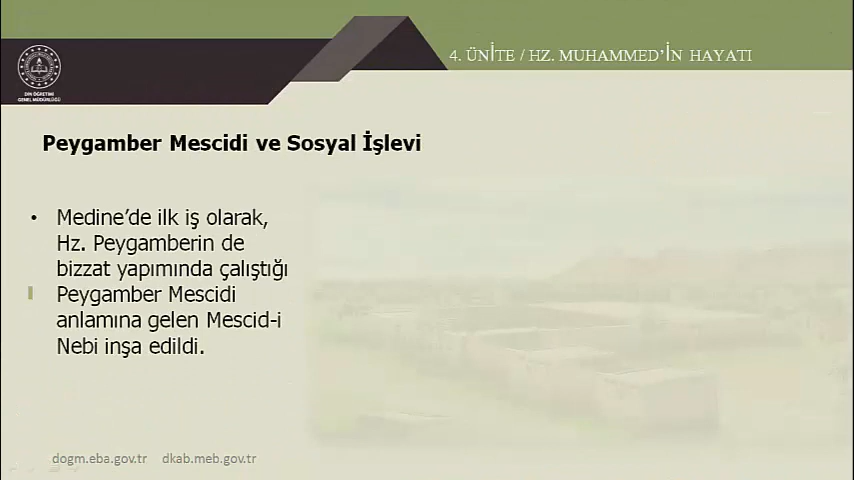 4. ÜNİTE / HZ. MUHAMMED'İN HAYATI
DİN ÖĞRETİMİ
GENEL MÜDÜRLÜĞÜ
Peygamber Mescidi ve Sosyal İşlevi
• Medine’de ilk iş olarak,
Hz. Peygamberin de
bizzat yapımında çalıştığı
Peygamber Mescidi
anlamına gelen Mescid-i
Nebi inşa edildi.
dogm.eba.gov.tr dkab.meb.gov.tr